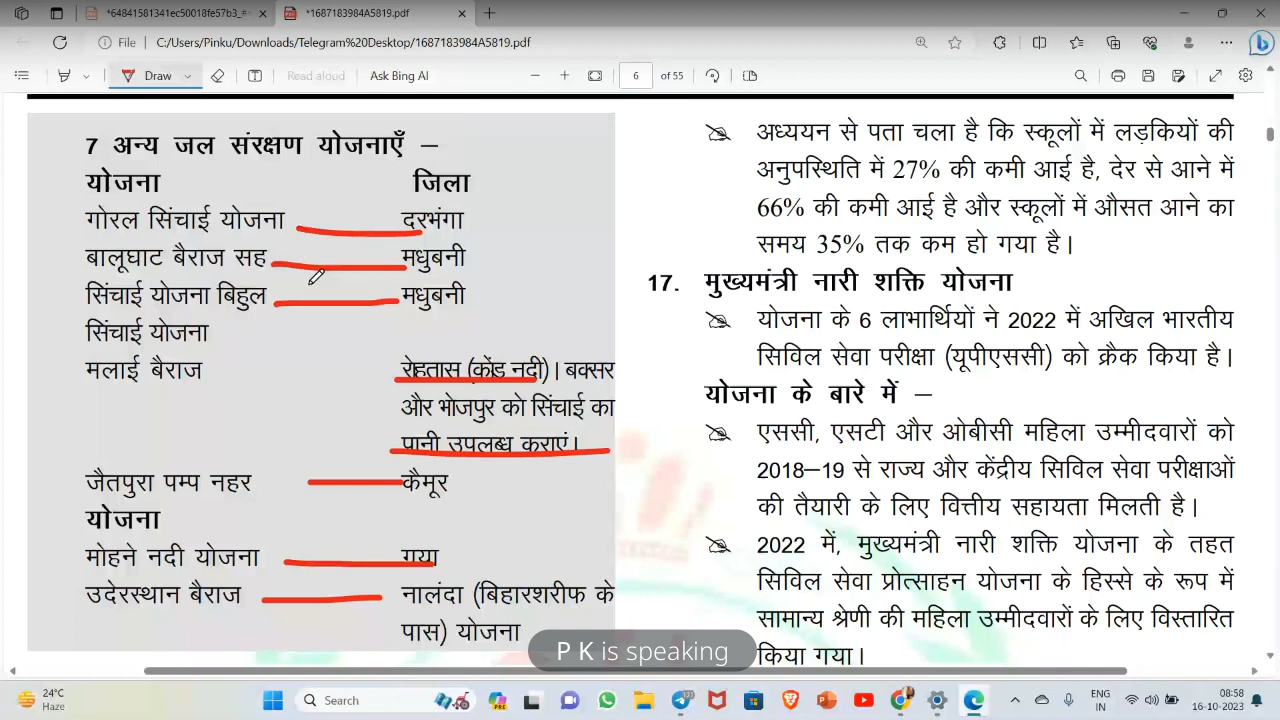 *64841581341ec50018fe57b3_#=
*1687183984A5819.pdf
File
C:/Users/Pinku/Downloads/Telegram%20Desktop/1687183984A5819.pdf
Draw
Read aloud
Ask Bing AI
6
of 55
7 अन्य जल संरक्षण योजनाएँ –
योजना जिला
गोरल सिंचाई योजना दरभंगा
बालूघाट बैराज सह मधुबनी
सिंचाई योजना बिहुल मधुबनी
सिंचाई योजना
मलाई बैराज रोहतास (कोंड नदी)। बक्सर
और भोजपुर को सिंचाई का
पानी उपलब्ध कराएं।
जैतपुरा पम्प नहर कैमूर
योजना
मोहने नदी योजना गया
उदेरस्थान बैराज नालंदा (बिहारशरीफ के
पास) योजना
अध्ययन से पता चला है कि स्कूलों में लड़कियों की
अनुपस्थिति में 27% की कमी आई है, देर से आने में
66% की कमी आई है और स्कूलों में औसत आने का
समय 35% तक कम हो गया है।
17. मुख्यमंत्री नारी शक्ति योजना
योजना के 6 लाभार्थियों ने 2022 में अखिल भारतीय
सिविल सेवा परीक्षा (यूपीएससी) को क्रैक किया है।
योजना के बारे में –
एससी, एसटी और ओबीसी महिला उम्मीदवारों को
2018–19 से राज्य और केंद्रीय सिविल सेवा परीक्षाओं
की तैयारी के लिए वित्तीय सहायता मिलती है।
2022 में, मुख्यमंत्री नारी शक्ति योजना के तहत
सिविल सेवा प्रोत्साहन योजना के हिस्से के रूप में
सामान्य श्रेणी की महिला उम्मीदवारों के लिए विस्तारित
किया गया।
P K is speaking
24°C
Haze
Search
ENG
IN
08:58
16-10-2023